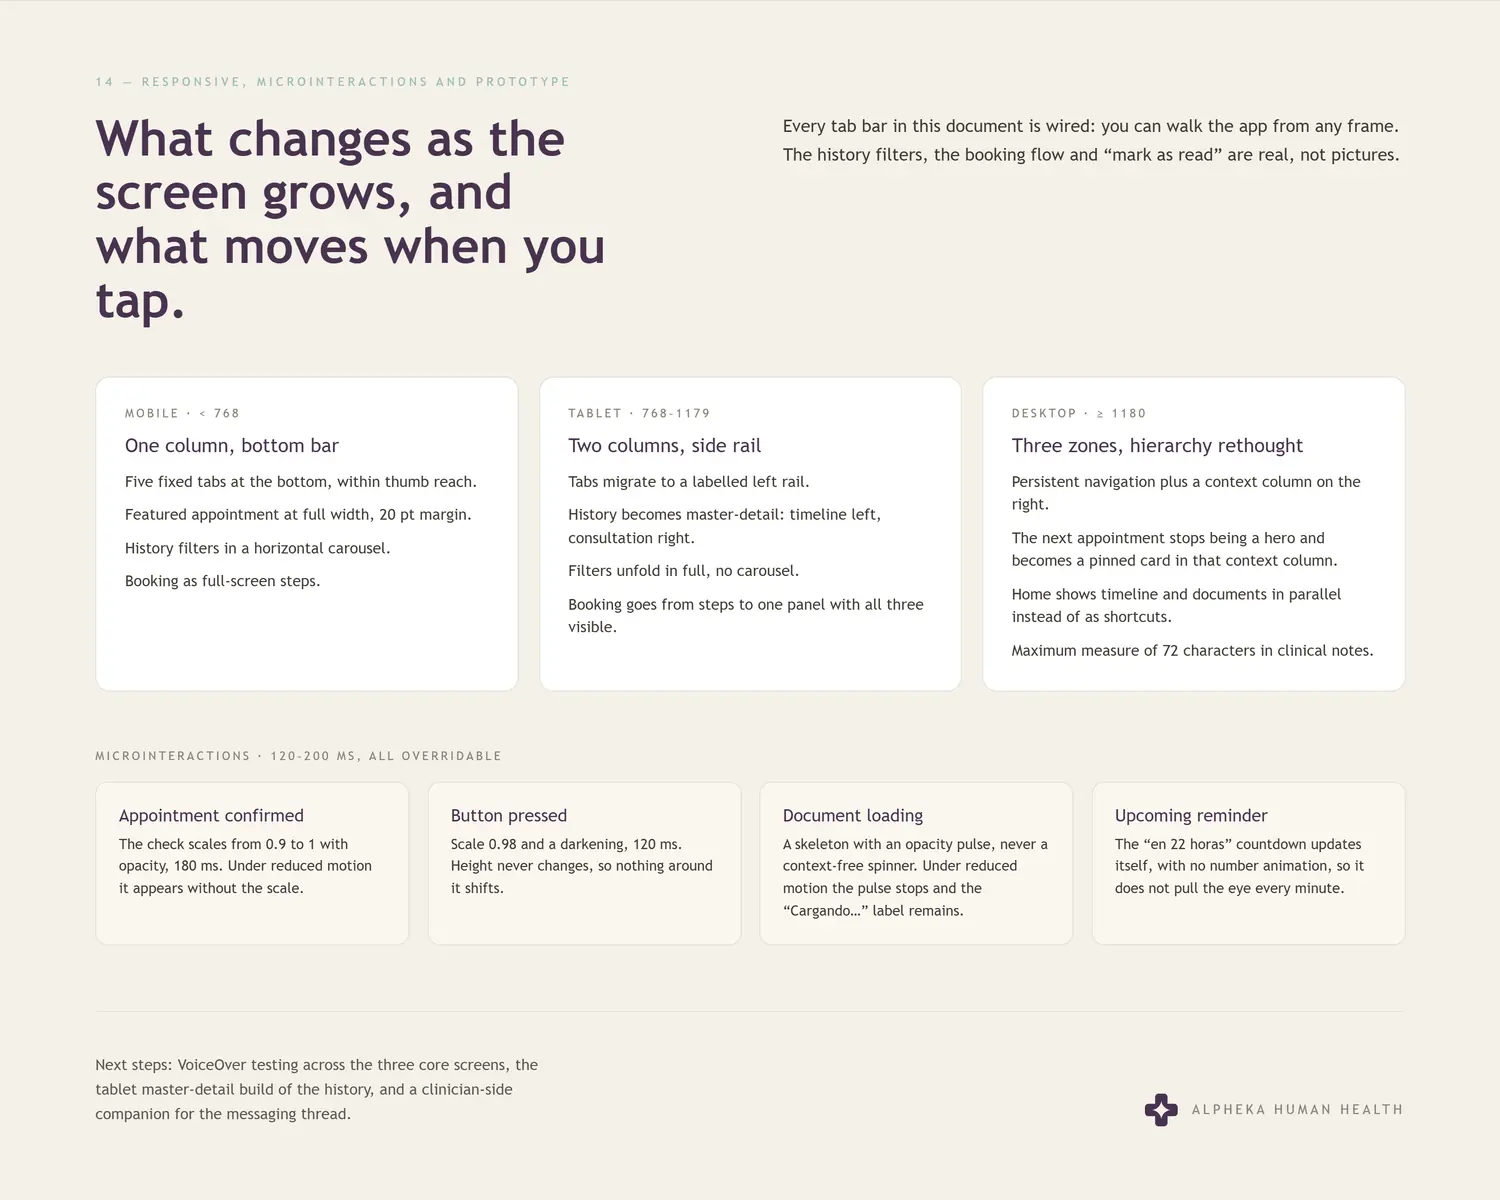 14 — RESPONSIVE, MICROINTERACTIONS AND PROTOTYPE
What changes as the
screen grows, and
what moves when you
tap.
Every tab bar in this document is wired: you can walk the app from any frame.
The history filters, the booking flow and “mark as read” are real, not pictures.
MOBILE · < 768
One column, bottom bar
Five fixed tabs at the bottom, within thumb reach.
Featured appointment at full width, 20 pt margin.
History filters in a horizontal carousel.
Booking as full-screen steps.
TABLET · 768–1179
Two columns, side rail
Tabs migrate to a labelled left rail.
History becomes master-detail: timeline left,
consultation right.
Filters unfold in full, no carousel.
Booking goes from steps to one panel with all three
visible.
DESKTOP · ≥ 1180
Three zones, hierarchy rethought
Persistent navigation plus a context column on the
right.
The next appointment stops being a hero and
becomes a pinned card in that context column.
Home shows timeline and documents in parallel
instead of as shortcuts.
Maximum measure of 72 characters in clinical notes.
MICROINTERACTIONS · 120–200 MS, ALL OVERRIDABLE
Appointment confirmed
The check scales from 0.9 to 1 with
opacity, 180 ms. Under reduced motion
it appears without the scale.
Button pressed
Scale 0.98 and a darkening, 120 ms.
Height never changes, so nothing around
it shifts.
Document loading
A skeleton with an opacity pulse, never a
context-free spinner. Under reduced
motion the pulse stops and the
“Cargando…” label remains.
Upcoming reminder
The “en 22 horas” countdown updates
itself, with no number animation, so it
does not pull the eye every minute.
Next steps: VoiceOver testing across the three core screens, the
tablet master-detail build of the history, and a clinician-side
companion for the messaging thread.
ALPHEKA HUMAN HEALTH